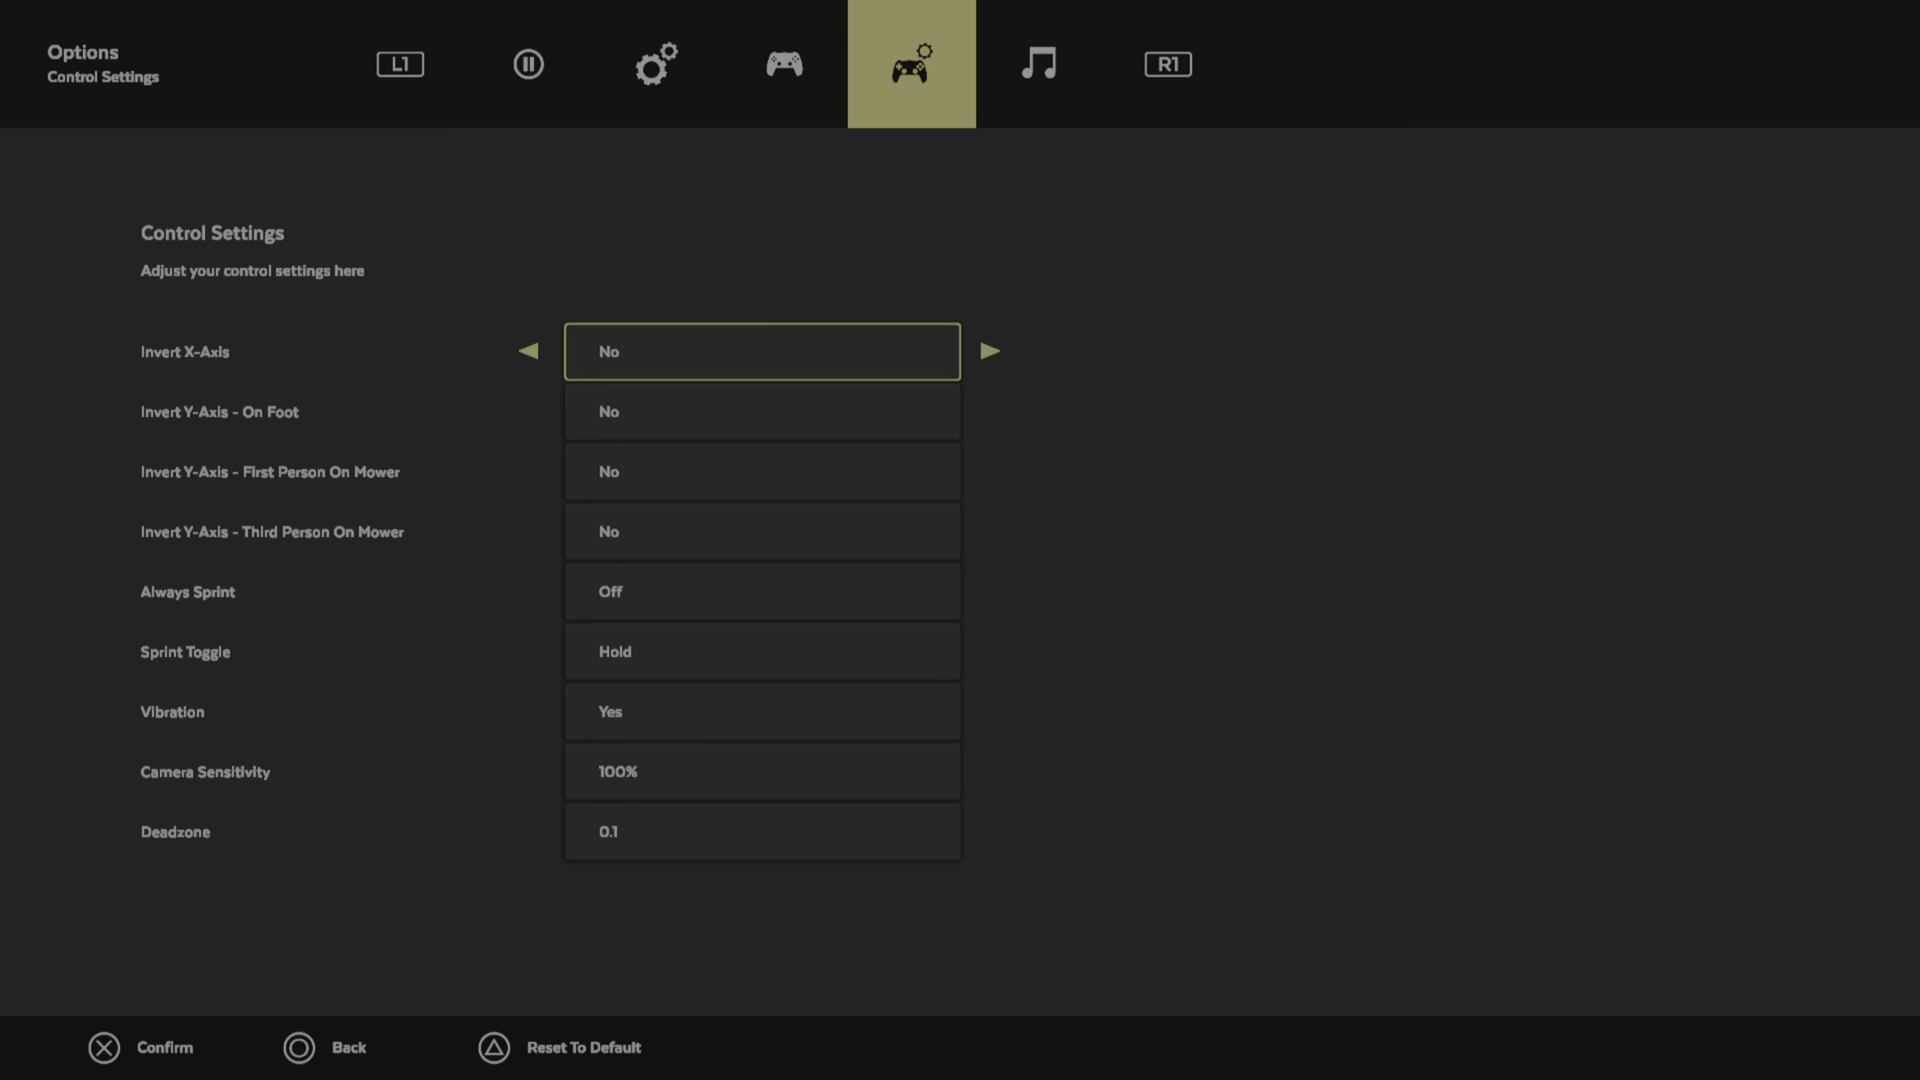 Options
Control Settings
L1
R1
Control Settings
Adjust your control settings here
Invert X-Axis
No
Invert Y-Axis - On Foot
No
Invert Y-Axis - First Person On Mower
No
Invert Y-Axis - Third Person On Mower
No
Always Sprint
Off
Sprint Toggle
Hold
Vibration
Yes
Camera Sensitivity
100%
Deadzone
0.1
Confirm
Back
Reset To Default